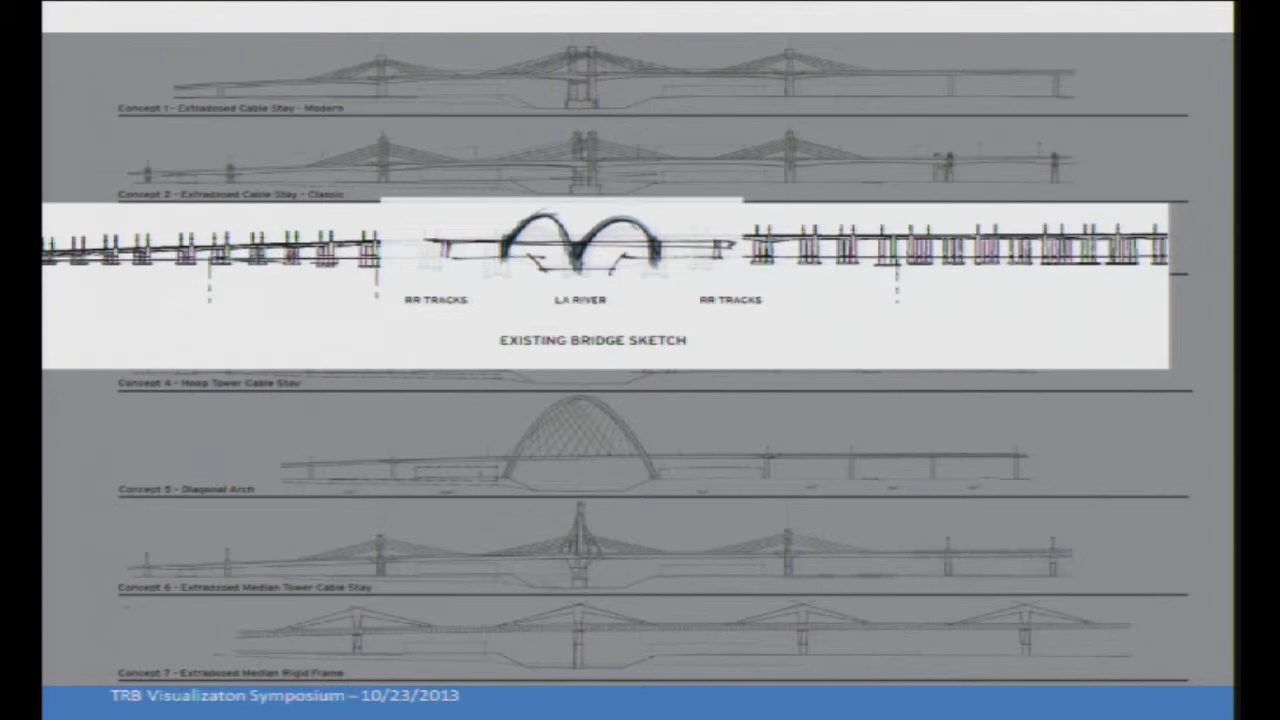 Concept 1 - Extradosed Cable Stay - Modern
Concept 2 - Extradosed Cable Stay - Classic
RR TRACKS LA RIVER RR TRACKS
EXISTING BRIDGE SKETCH
Concept 4 - Hoop Tower Cable Stay
Concept 5 - Diagonal Arch
Concept 6 - Extradosed Median Tower Cable Stay
Concept 7 - Extradosed Median Rigid Frame
TRB Visualizaton Symposium – 10/23/2013